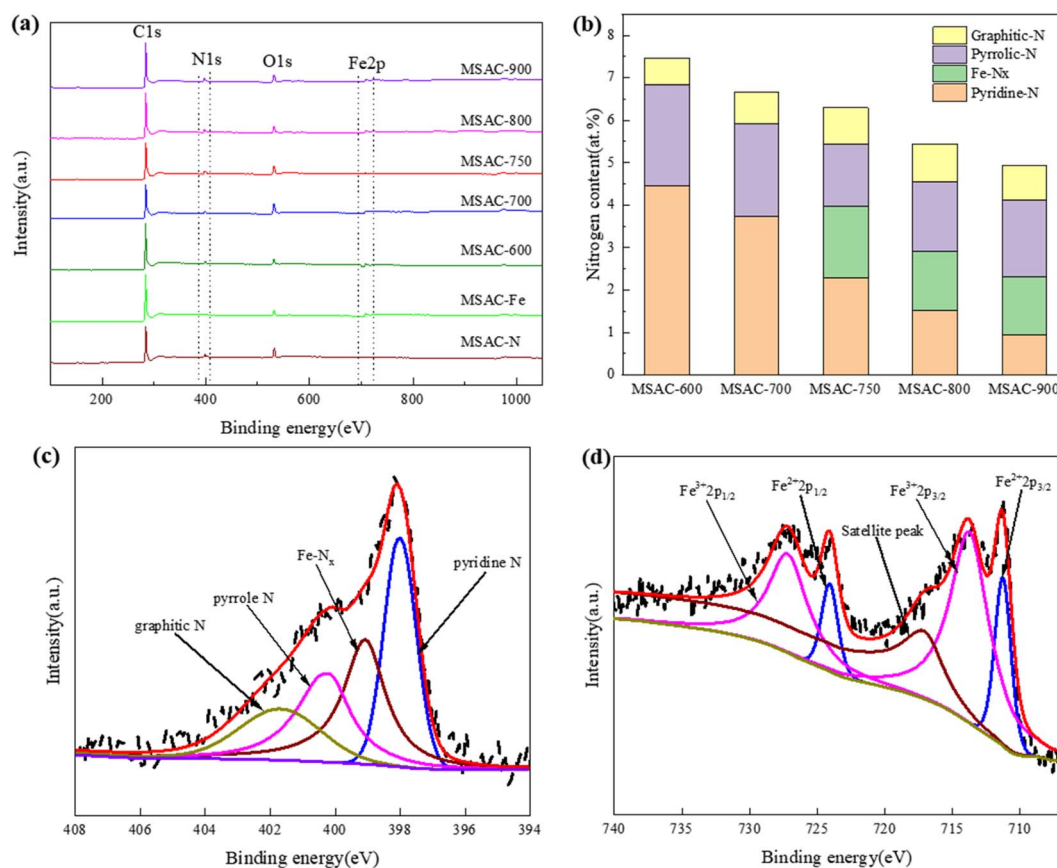 (a)
C1s
N1s
O1s
Fe2p
MSAC-900
MSAC-800
MSAC-750
MSAC-700
MSAC-600
MSAC-Fe
MSAC-N
Intensity(a.u.)
200 400 600 800 1000
Binding energy(eV)
(b)
Graphitic-N
Pyrrolic-N
Fe-Nx
Pyridine-N
8
7
6
5
4
3
2
1
0
Nitrogen content(at.%)
MSAC-600 MSAC-700 MSAC-750 MSAC-800 MSAC-900
(c)
Fe-Nₓ
pyridine N
pyrrole N
graphitic N
Intensity(a.u.)
408 406 404 402 400 398 396 394
Binding energy(eV)
(d)
Fe³⁺2p₁/₂
Fe²⁺2p₁/₂
Fe³⁺2p₃/₂
Fe²⁺2p₃/₂
Satellite peak
Intensity(a.u.)
740 735 730 725 720 715 710
Binding energy(eV)